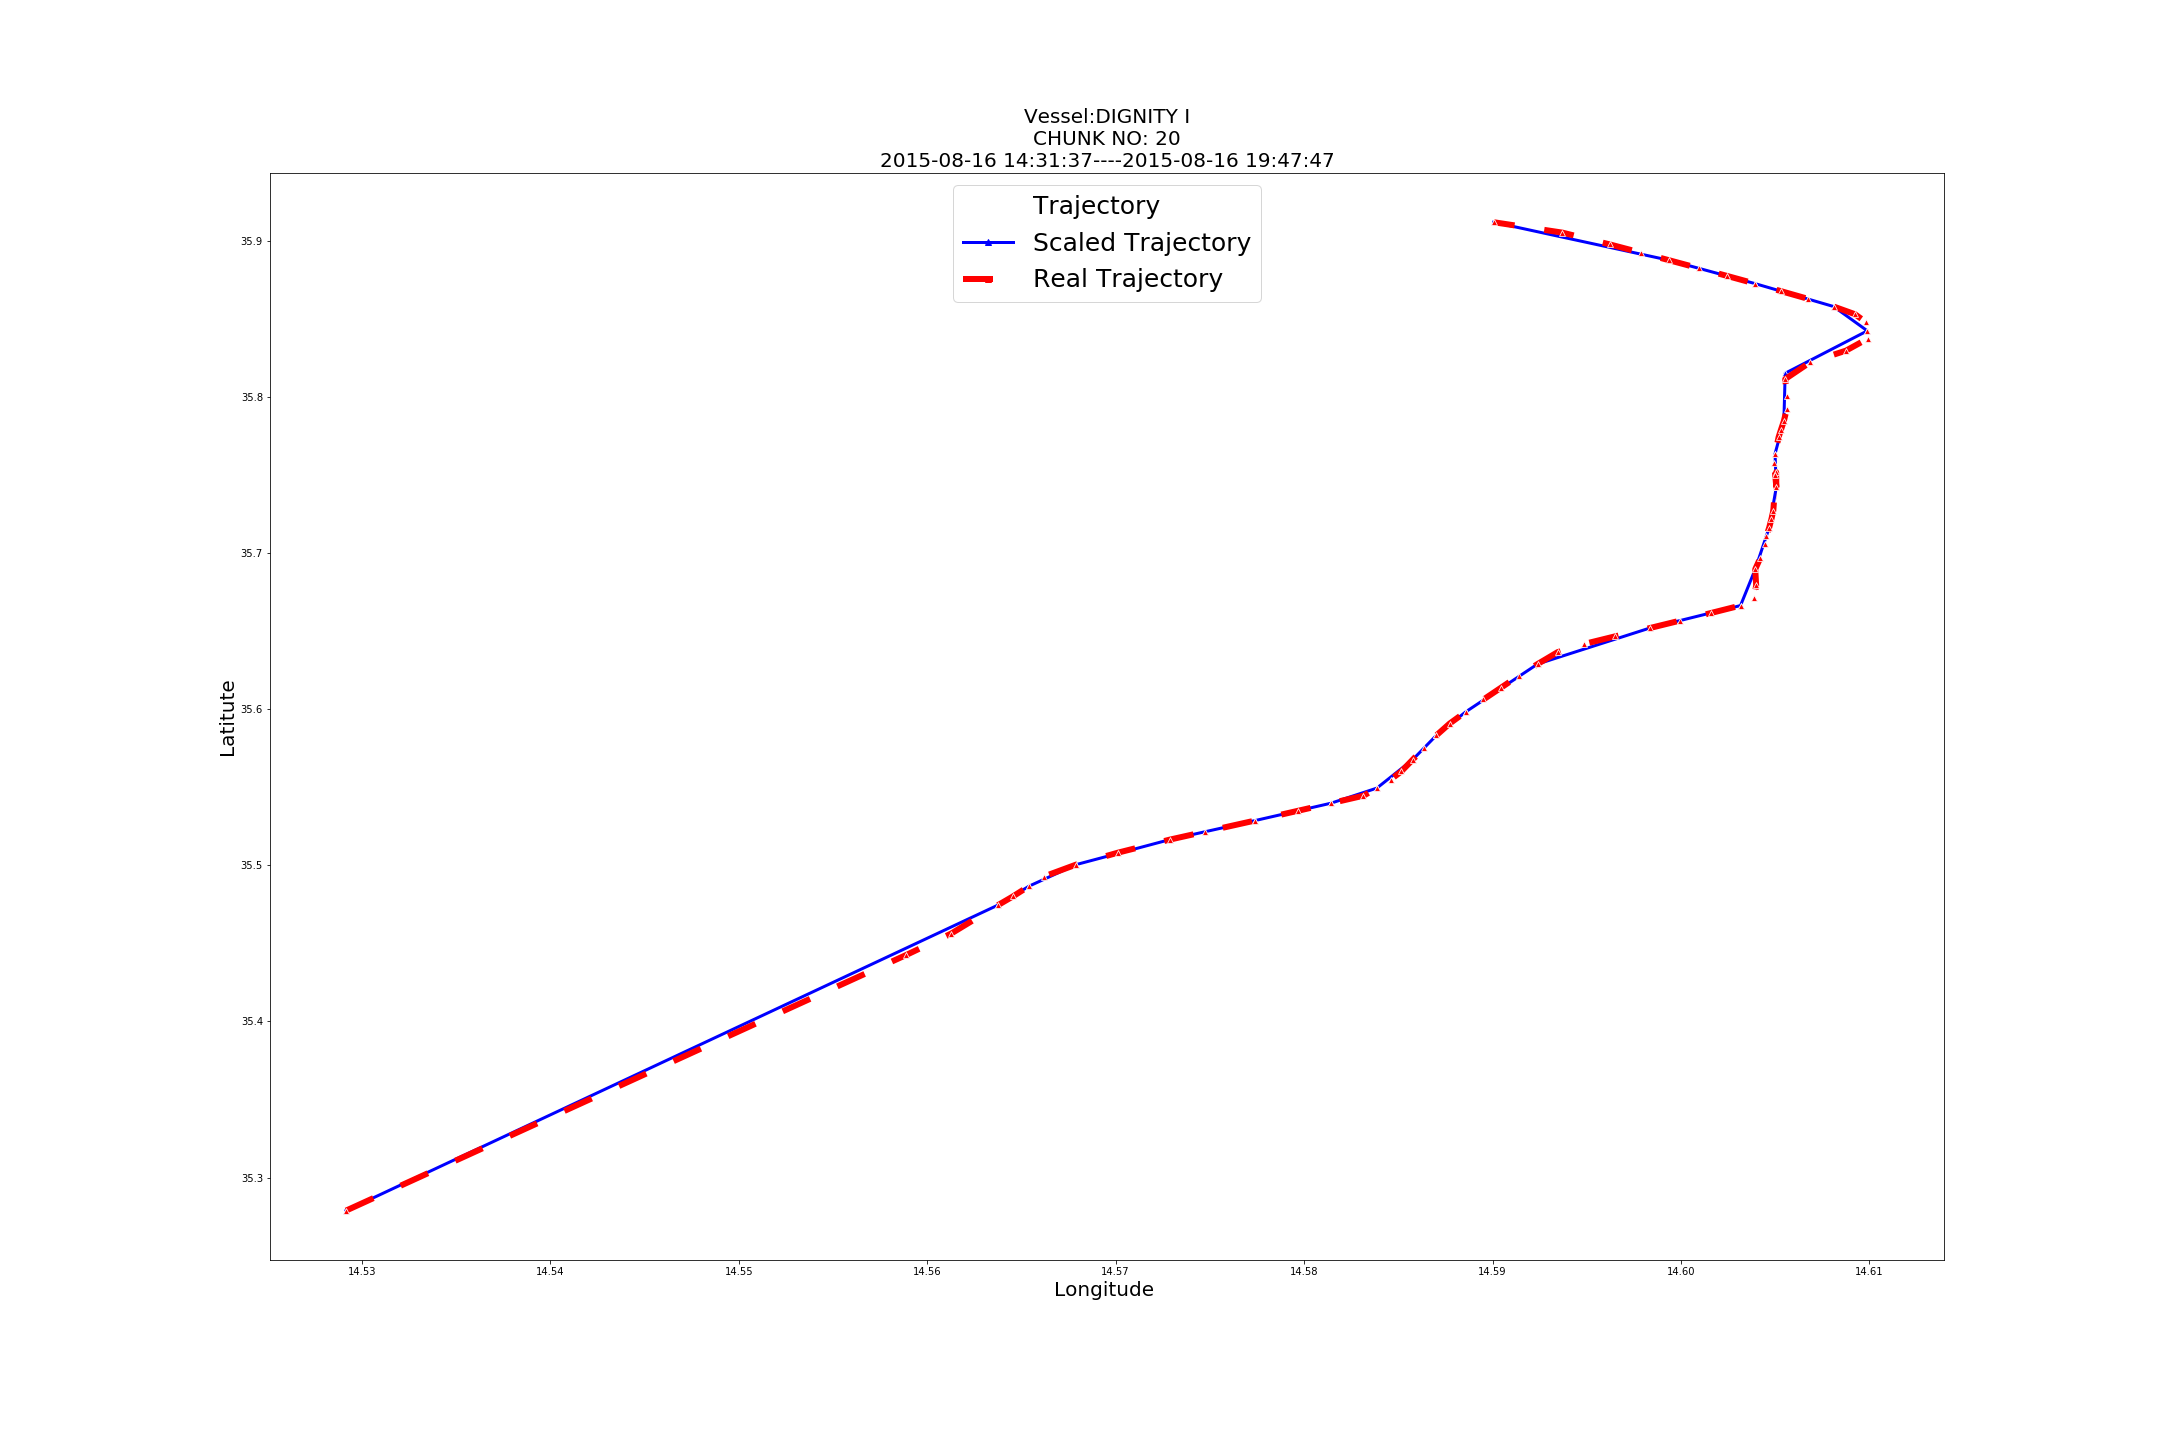 Vessel:DIGNITY I
CHUNK NO: 20
2015-08-16 14:31:37----2015-08-16 19:47:47
Trajectory
Scaled Trajectory
Real Trajectory
35.9
35.8
35.7
35.6
35.5
35.4
35.3
Latitute
14.53 14.54 14.55 14.56 14.57 14.58 14.59 14.60 14.61
Longitude